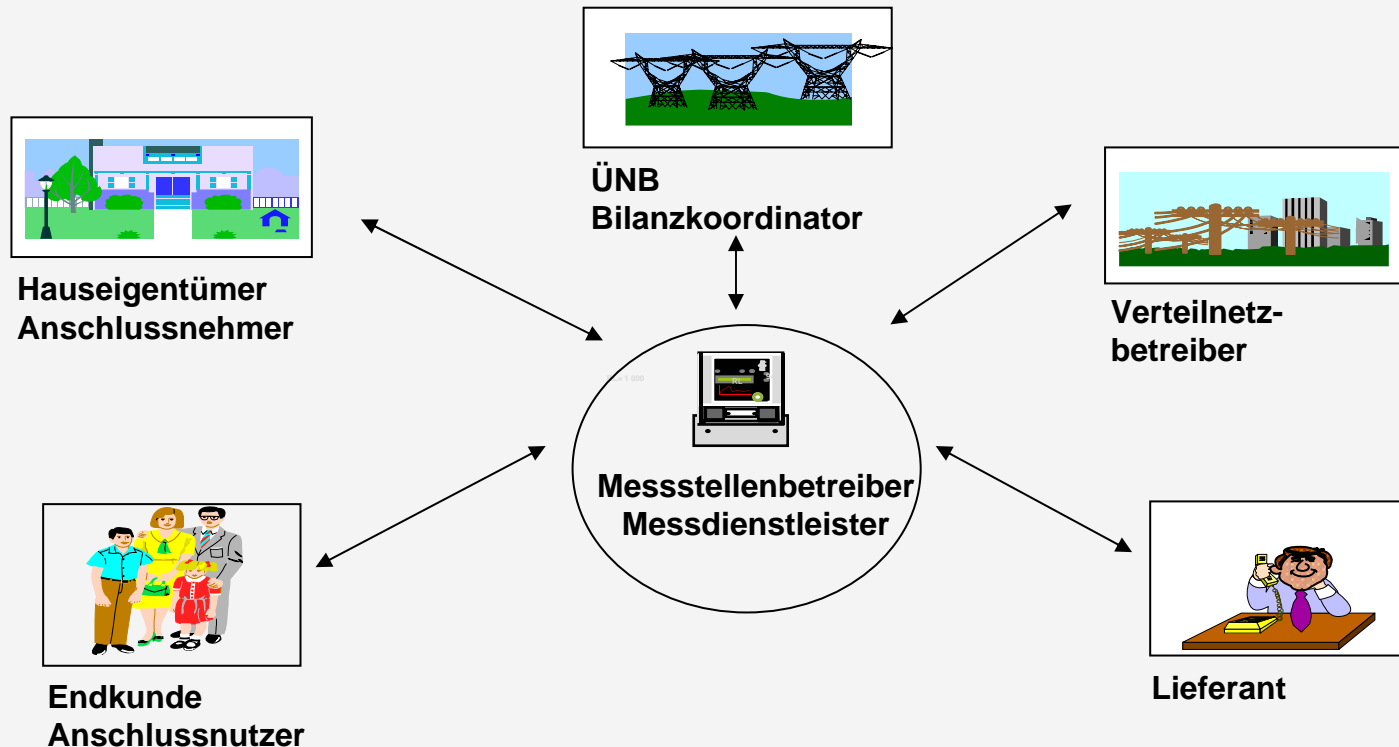 ÜNB
Bilanzkoordinator
Hauseigentümer
Anschlussnehmer
Verteilnetz-
betreiber
Messstellenbetreiber
Messdienstleister
Endkunde
Anschlussnutzer
Lieferant